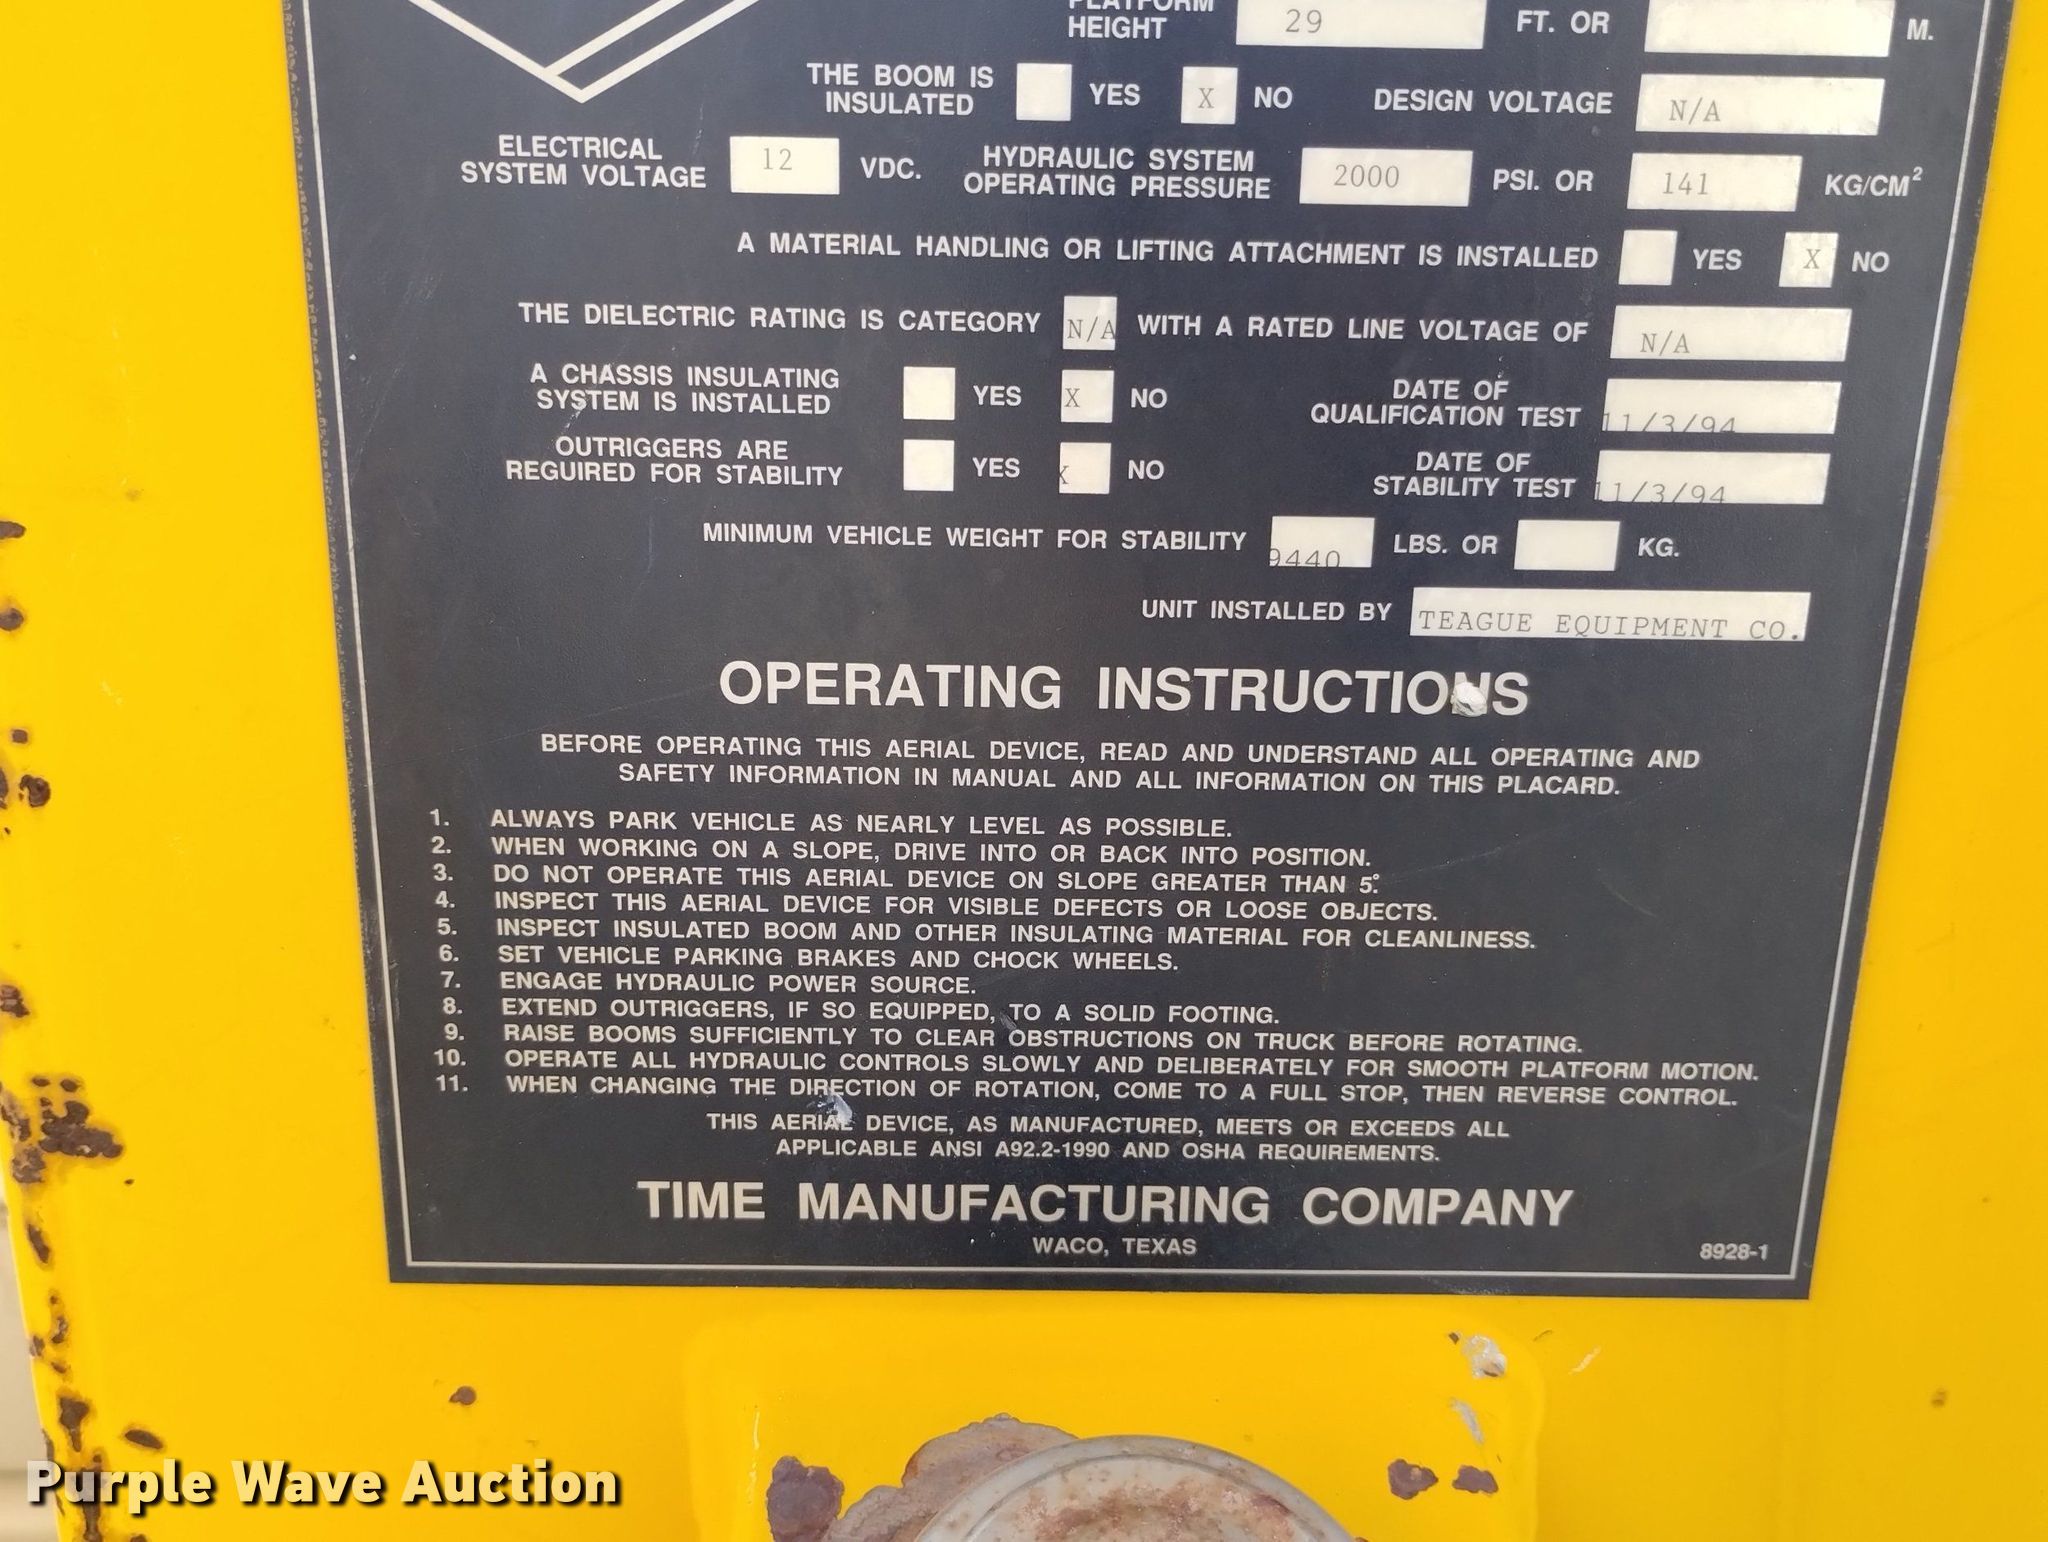 PLATFORM
HEIGHT 29 FT. OR M.
THE BOOM IS
INSULATED YES X NO DESIGN VOLTAGE N/A
ELECTRICAL
SYSTEM VOLTAGE 12 VDC. HYDRAULIC SYSTEM
OPERATING PRESSURE 2000 PSI. OR 141 KG/CM²
A MATERIAL HANDLING OR LIFTING ATTACHMENT IS INSTALLED YES X NO
THE DIELECTRIC RATING IS CATEGORY N/A WITH A RATED LINE VOLTAGE OF N/A
A CHASSIS INSULATING
SYSTEM IS INSTALLED YES X NO DATE OF
QUALIFICATION TEST 11/3/94
OUTRIGGERS ARE
REGUIRED FOR STABILITY YES X NO DATE OF
STABILITY TEST 11/3/94
MINIMUM VEHICLE WEIGHT FOR STABILITY 9440 LBS. OR KG.
UNIT INSTALLED BY TEAGUE EQUIPMENT CO.
OPERATING INSTRUCTIONS
BEFORE OPERATING THIS AERIAL DEVICE, READ AND UNDERSTAND ALL OPERATING AND
SAFETY INFORMATION IN MANUAL AND ALL INFORMATION ON THIS PLACARD.
1. ALWAYS PARK VEHICLE AS NEARLY LEVEL AS POSSIBLE.
2. WHEN WORKING ON A SLOPE, DRIVE INTO OR BACK INTO POSITION.
3. DO NOT OPERATE THIS AERIAL DEVICE ON SLOPE GREATER THAN 5°.
4. INSPECT THIS AERIAL DEVICE FOR VISIBLE DEFECTS OR LOOSE OBJECTS.
5. INSPECT INSULATED BOOM AND OTHER INSULATING MATERIAL FOR CLEANLINESS.
6. SET VEHICLE PARKING BRAKES AND CHOCK WHEELS.
7. ENGAGE HYDRAULIC POWER SOURCE.
8. EXTEND OUTRIGGERS, IF SO EQUIPPED, TO A SOLID FOOTING.
9. RAISE BOOMS SUFFICIENTLY TO CLEAR OBSTRUCTIONS ON TRUCK BEFORE ROTATING.
10. OPERATE ALL HYDRAULIC CONTROLS SLOWLY AND DELIBERATELY FOR SMOOTH PLATFORM MOTION.
11. WHEN CHANGING THE DIRECTION OF ROTATION, COME TO A FULL STOP, THEN REVERSE CONTROL.
THIS AERIAL DEVICE, AS MANUFACTURED, MEETS OR EXCEEDS ALL
APPLICABLE ANSI A92.2-1990 AND OSHA REQUIREMENTS.
TIME MANUFACTURING COMPANY
WACO, TEXAS
8928-1
Purple Wave Auction